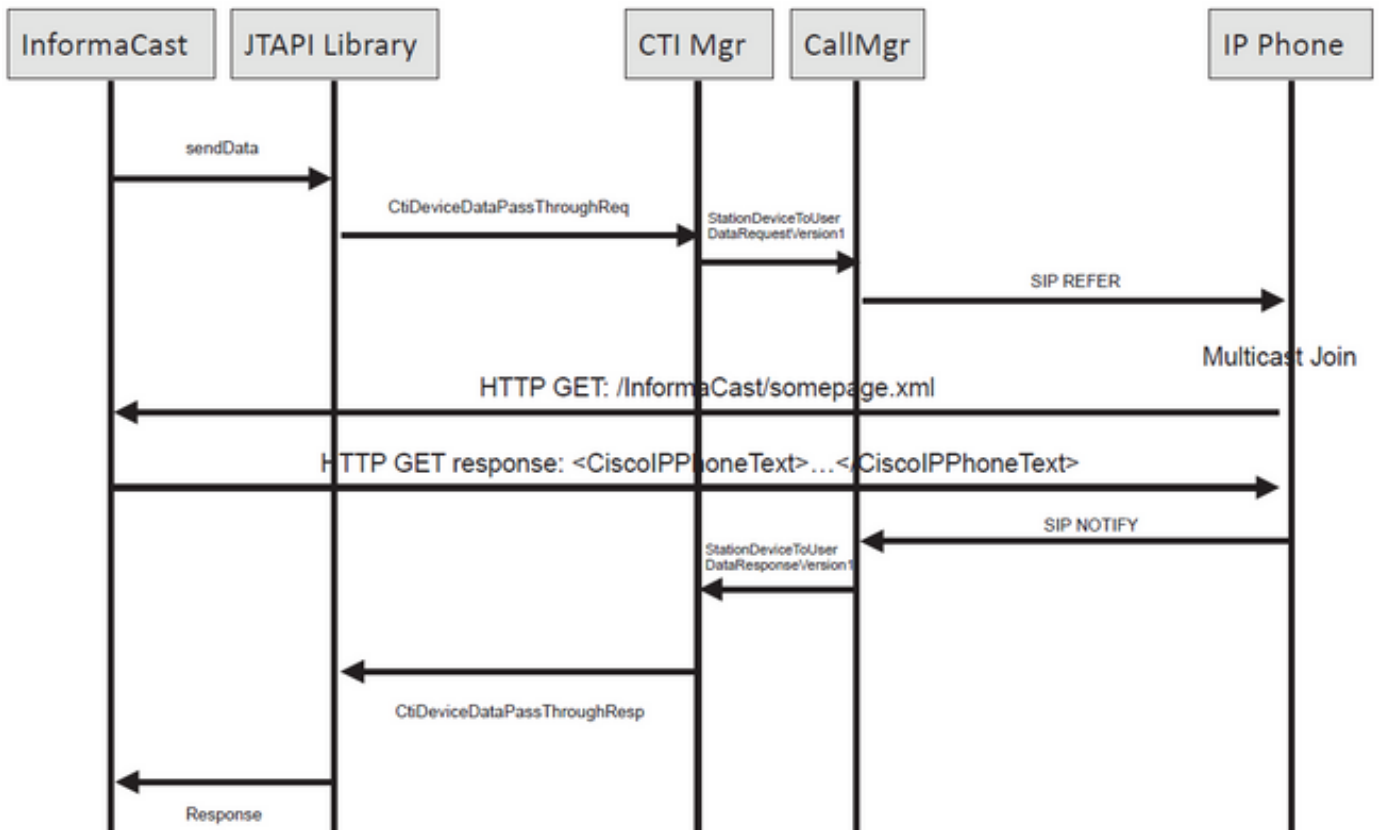 InformaCast
JTAPI Library
CTI Mgr
CallMgr
IP Phone
sendData
CtiDeviceDataPassThroughReq
StationDeviceToUser
DataRequestVersion1
SIP REFER
Multicast Join
HTTP GET: /InformaCast/somepage.xml
HTTP GET response: <CiscoIPPhoneText>...</CiscoIPPhoneText>
SIP NOTIFY
StationDeviceToUser
DataResponseVersion1
CtiDeviceDataPassThroughResp
Response